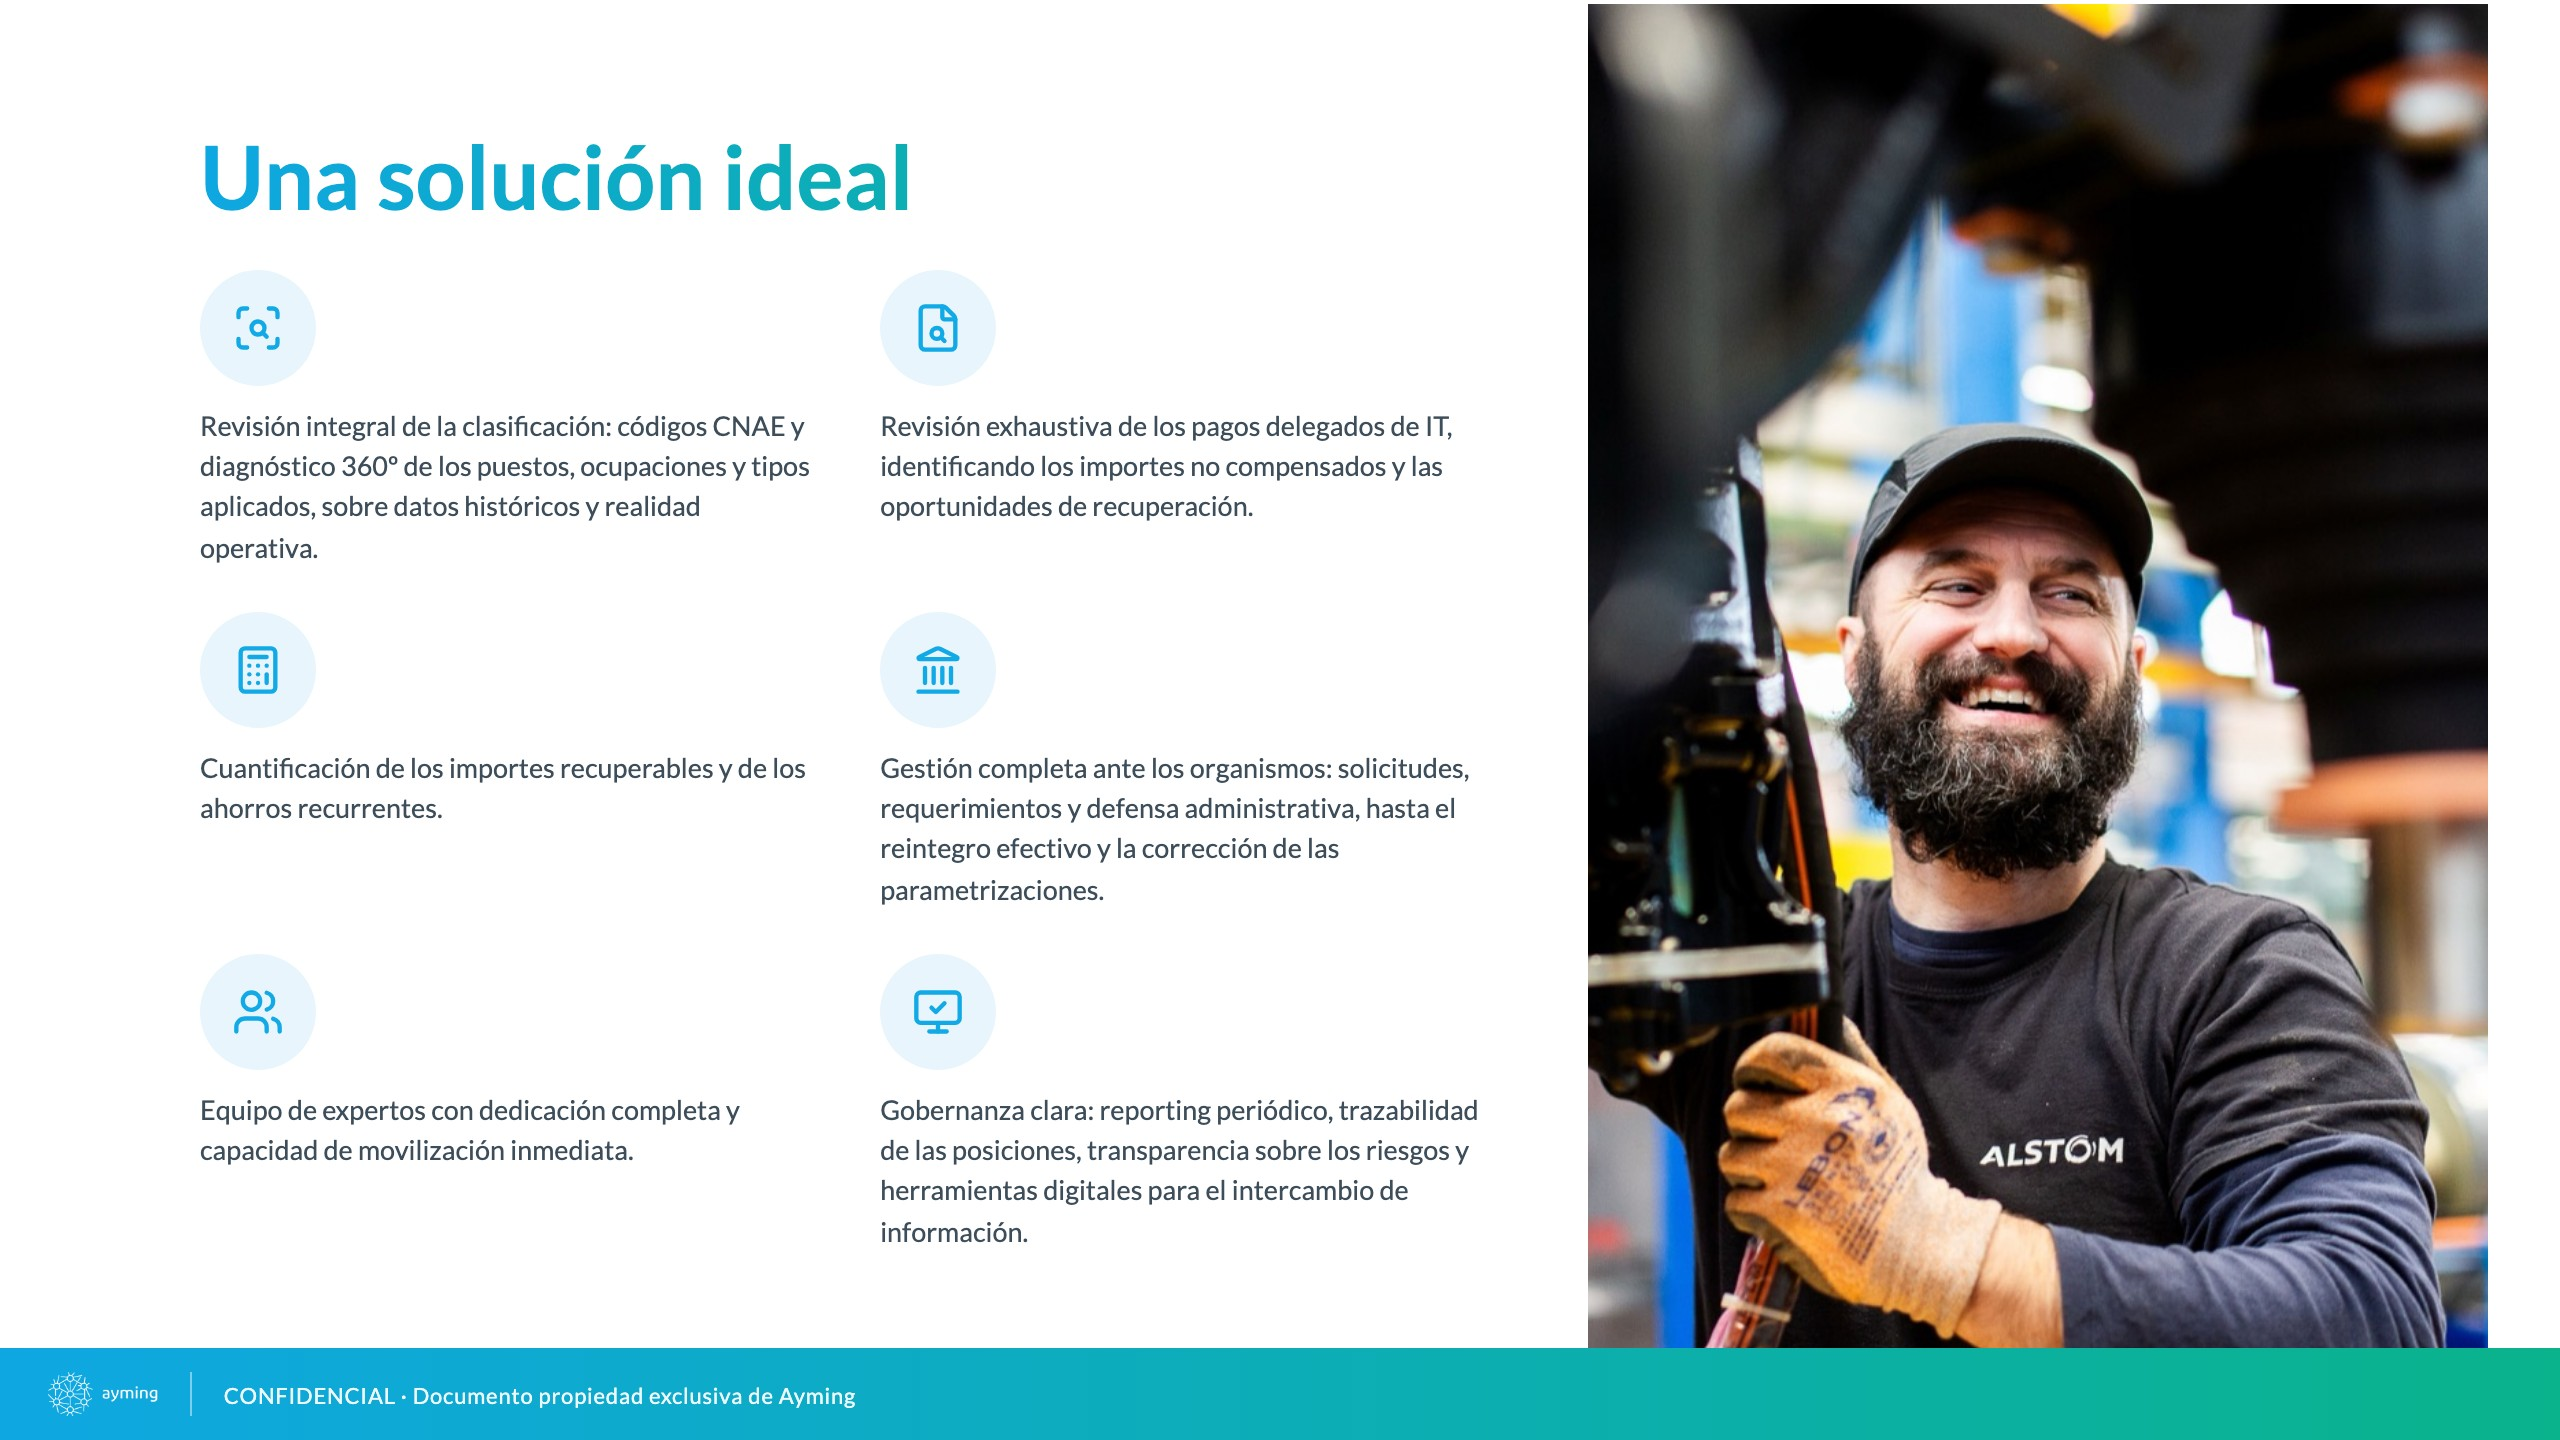 Una solución ideal
Revisión integral de la clasificación: códigos CNAE y
diagnóstico 360º de los puestos, ocupaciones y tipos
aplicados, sobre datos históricos y realidad
operativa.
Revisión exhaustiva de los pagos delegados de IT,
identificando los importes no compensados y las
oportunidades de recuperación.
Cuantificación de los importes recuperables y de los
ahorros recurrentes.
Gestión completa ante los organismos: solicitudes,
requerimientos y defensa administrativa, hasta el
reintegro efectivo y la corrección de las
parametrizaciones.
Equipo de expertos con dedicación completa y
capacidad de movilización inmediata.
Gobernanza clara: reporting periódico, trazabilidad
de las posiciones, transparencia sobre los riesgos y
herramientas digitales para el intercambio de
información.
ALSTOM
LEBON
ayming
CONFIDENCIAL · Documento propiedad exclusiva de Ayming